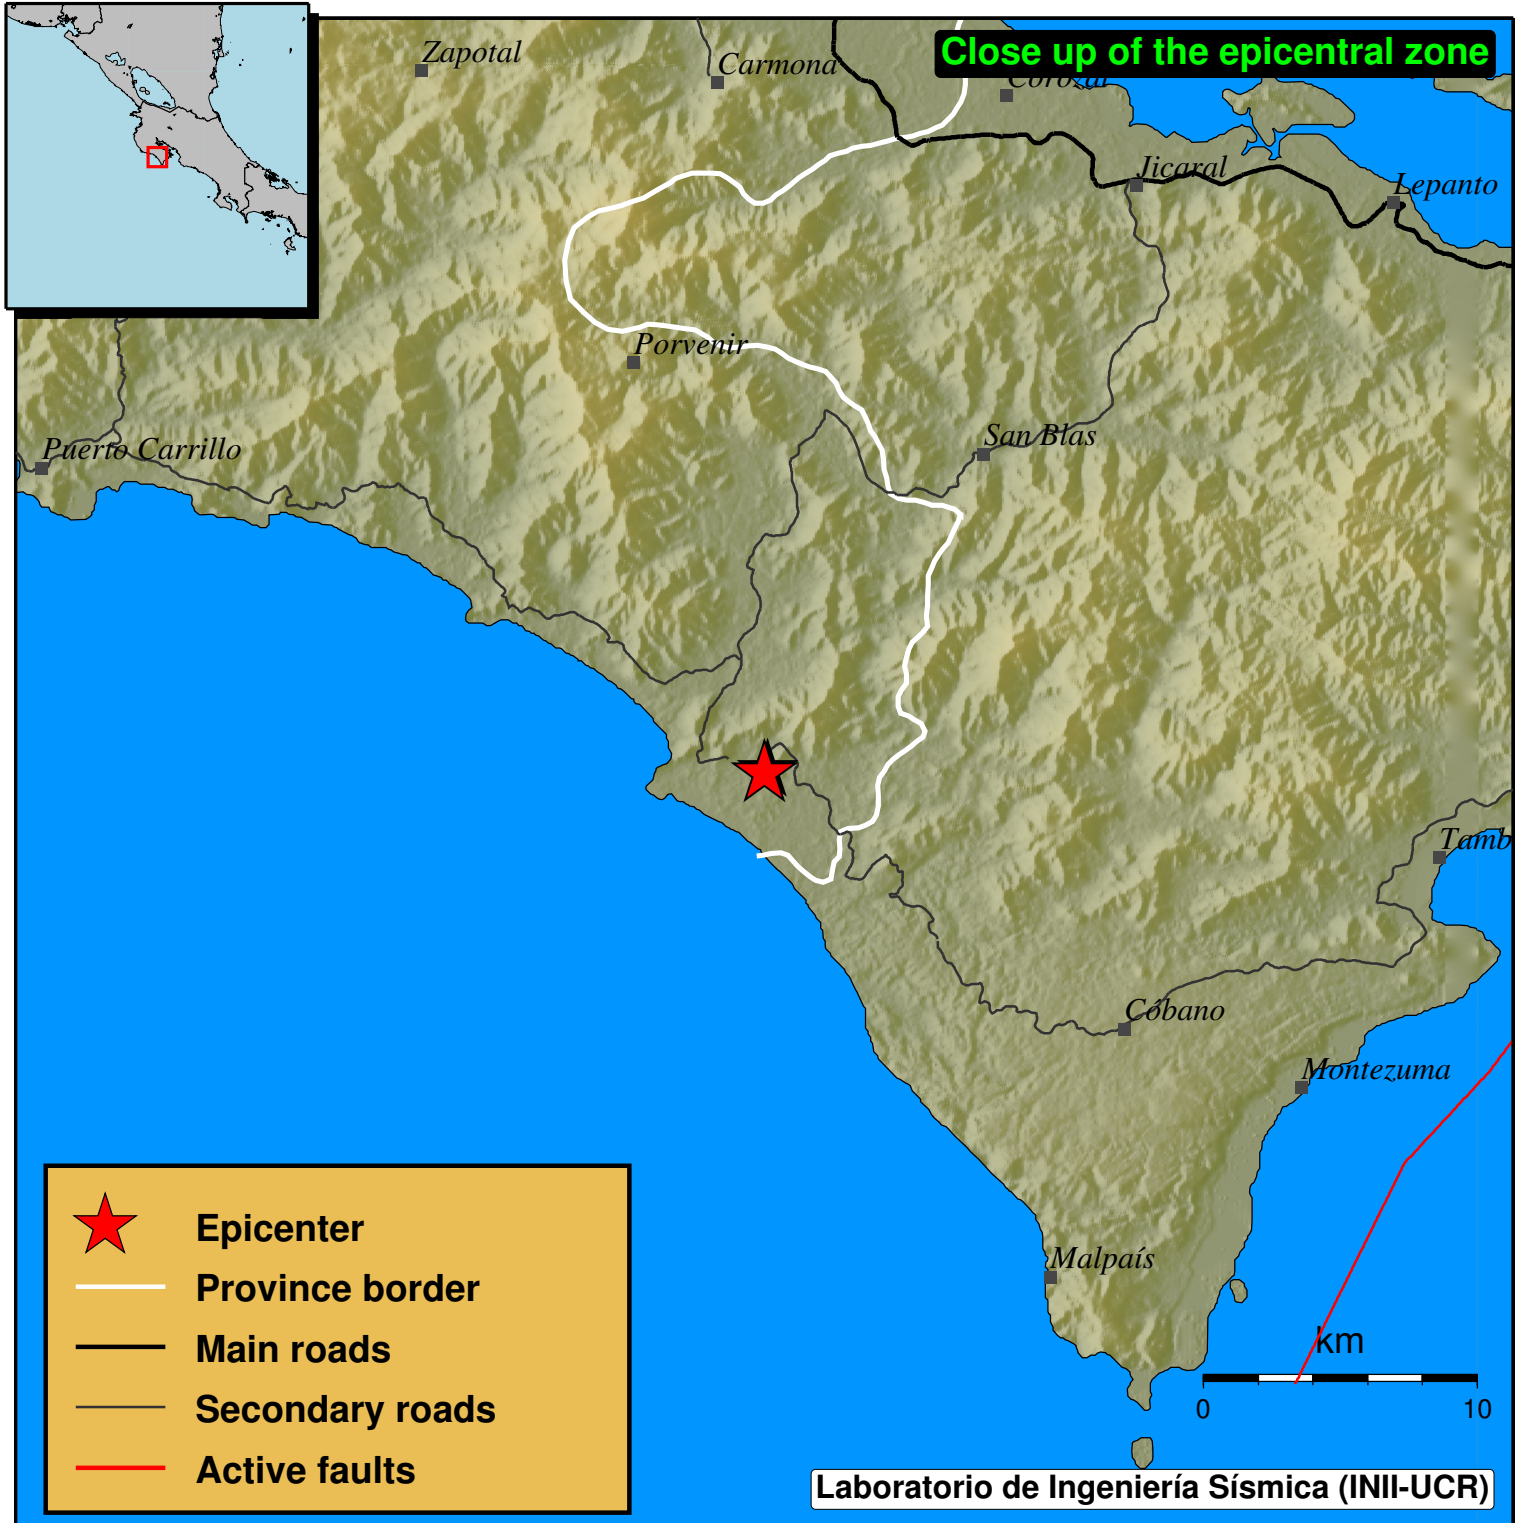 Close up of the epicentral zone
Zapotal
Carmona
Corozal
Jicaral
Lepanto
Porvenir
San Blas
Puerto Carrillo
Tamb
Cóbano
Montezuma
Malpaís
km
0 10
Epicenter
Province border
Main roads
Secondary roads
Active faults
Laboratorio de Ingeniería Sísmica (INII-UCR)